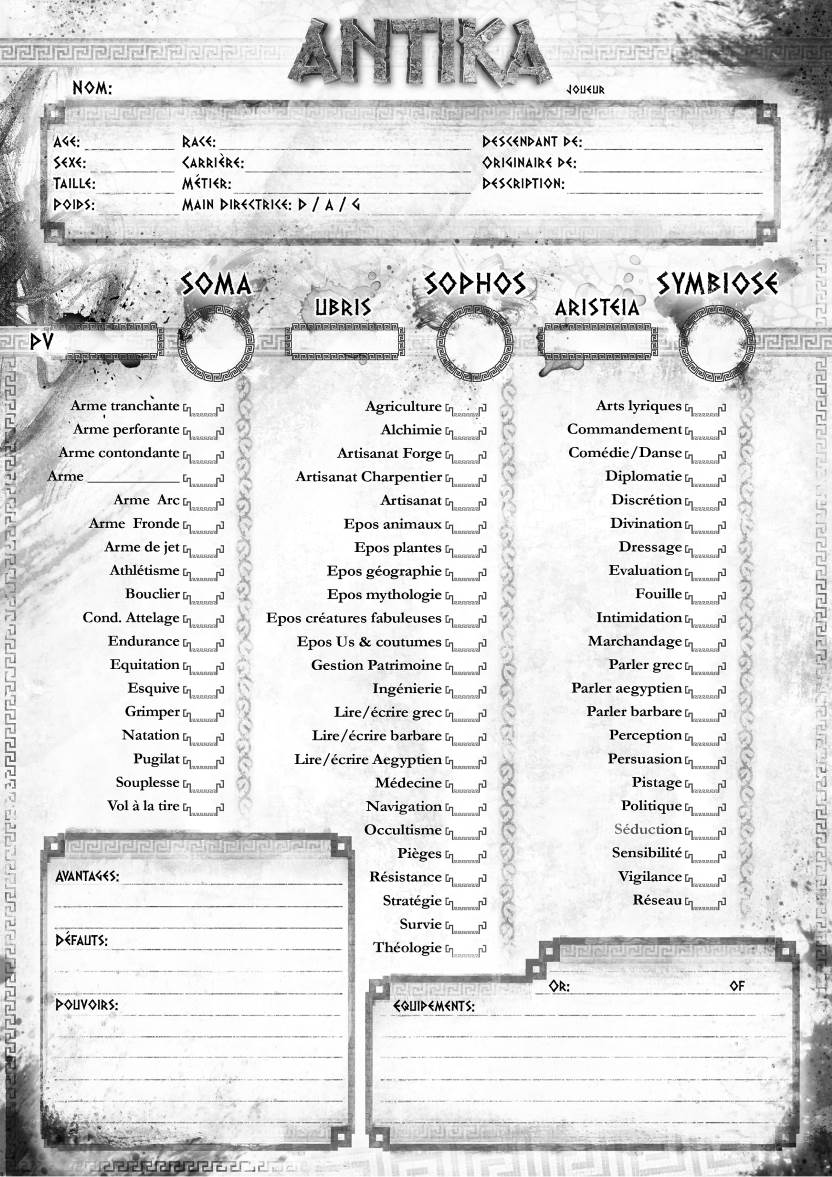 ANTIKA
NOM:
JOUEUR
AGE:
RACE:
DESCENDANT DE:
SEXE:
CARRIÈRE:
ORIGINAIRE DE:
TAILLE:
MÉTIER:
DESCRIPTION:
POIDS:
MAIN DIRECTRICE: D / A / G
SOMA
SOPHOS
SYMBIOSE
UBRIS
ARISTEIA
PV
Arme tranchante
Arme perforante
Arme contondante
Arme ____________
Arme Arc
Arme Fronde
Arme de jet
Athlétisme
Bouclier
Cond. Attelage
Endurance
Equitation
Esquive
Grimper
Natation
Pugilat
Souplesse
Vol à la tire
Agriculture
Alchimie
Artisanat Forge
Artisanat Charpentier
Artisanat
Epos animaux
Epos plantes
Epos géographie
Epos mythologie
Epos créatures fabuleuses
Epos Us & coutumes
Gestion Patrimoine
Ingénierie
Lire/écrire grec
Lire/écrire barbare
Lire/écrire Aegyptien
Médecine
Navigation
Occultisme
Pièges
Résistance
Stratégie
Survie
Théologie
Arts lyriques
Commandement
Comédie/Danse
Diplomatie
Discrétion
Divination
Dressage
Evaluation
Fouille
Intimidation
Marchandage
Parler grec
Parler aegyptien
Parler barbare
Perception
Persuasion
Pistage
Politique
Séduction
Sensibilité
Vigilance
Réseau
AVANTAGES:
DÉFAUTS:
POUVOIRS:
OR:
OF
EQUIPEMENTS: